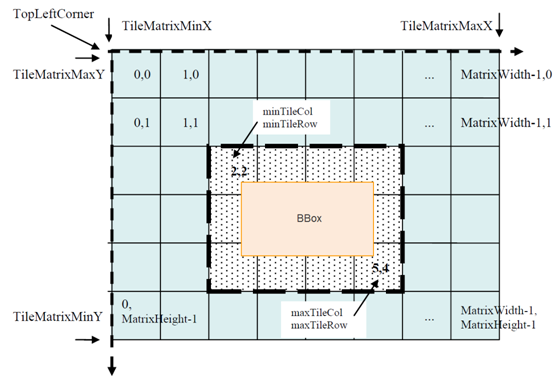 TopLeftCorner
TileMatrixMinX
TileMatrixMaxX
TileMatrixMaxY
0,0
1,0
...
MatrixWidth-1,0
0,1
1,1
...
MatrixWidth-1,1
minTileCol
minTileRow
2,2
BBox
5,4
TileMatrixMinY
0,
MatrixHeight-1
maxTileCol
maxTileRow
...
MatrixWidth-1,
MatrixHeight-1